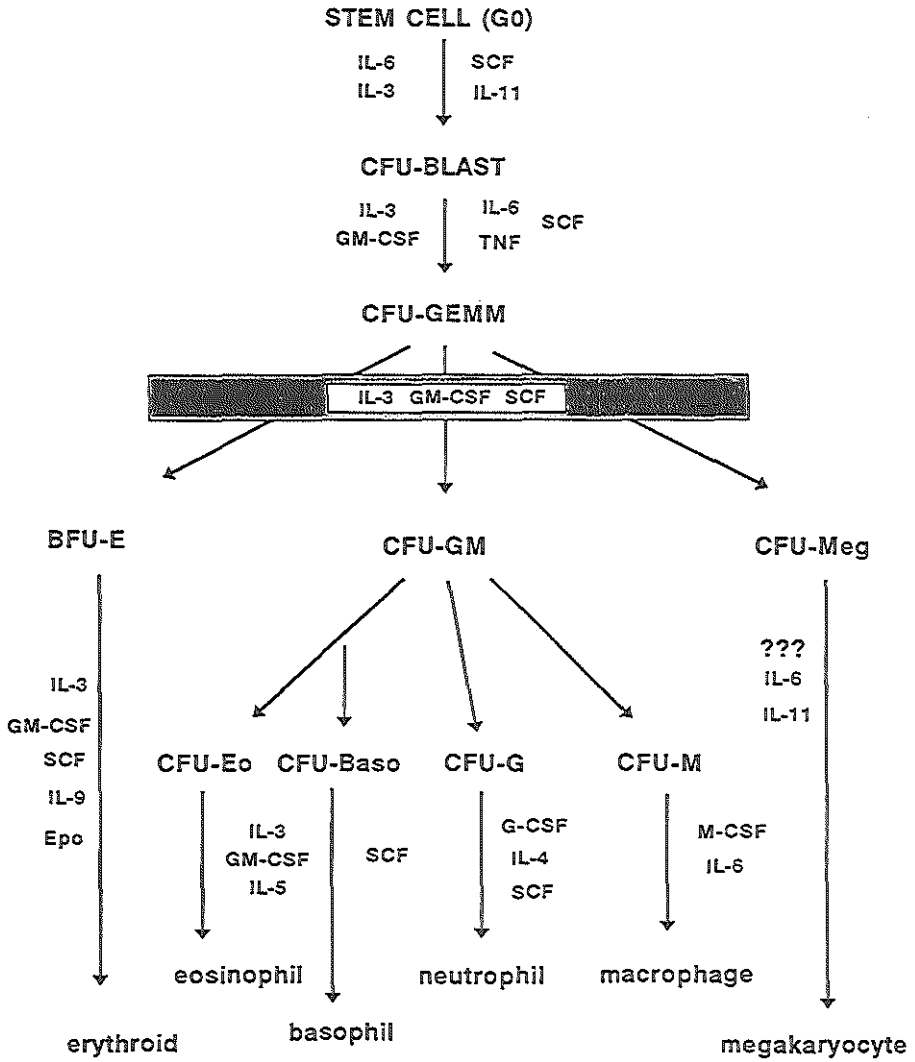 STEM CELL (G0)
IL-6 SCF
IL-3 IL-11
CFU-BLAST
IL-3 IL-6 SCF
GM-CSF TNF
CFU-GEMM
IL-3 GM-CSF SCF
BFU-E CFU-GM CFU-Meg
???
IL-3 IL-6
GM-CSF IL-11
SCF
CFU-Eo CFU-Baso CFU-G CFU-M
IL-9
Epo
IL-3 G-CSF M-CSF
GM-CSF SCF IL-4 IL-6
IL-5 SCF
eosinophil neutrophil macrophage
erythroid basophil megakaryocyte